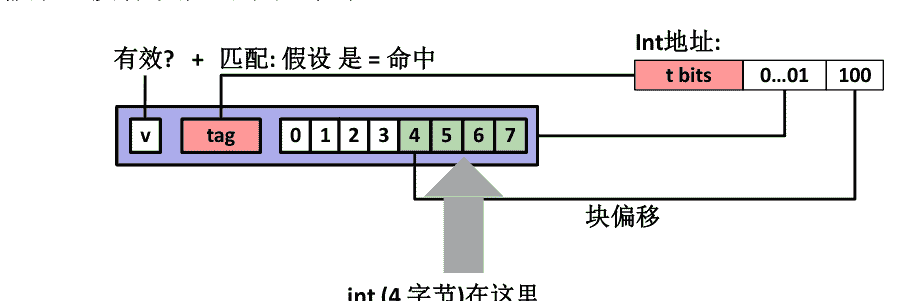 Int地址:
有效? + 匹配: 假设 是 = 命中
t bits 0...01 100
v tag 0 1 2 3 4 5 6 7
块偏移
int (4 字节)在这里